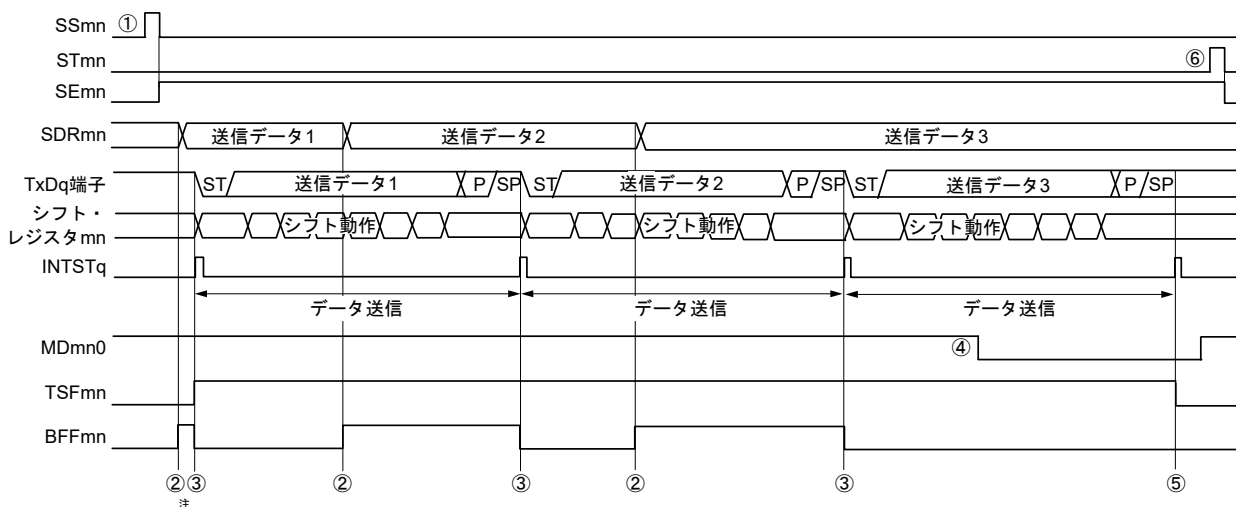 SSmn ①
STmn ⑥
SEmn
SDRmn 送信データ1 送信データ2 送信データ3
TxDq端子 ST 送信データ1 P SP ST 送信データ2 P SP ST 送信データ3 P SP
シフト・
レジスタmn シフト動作 シフト動作 シフト動作
INTSTq
データ送信 データ送信 データ送信
MDmn0 ④
TSFmn
BFFmn
②③ ② ③ ② ③ ⑤
注